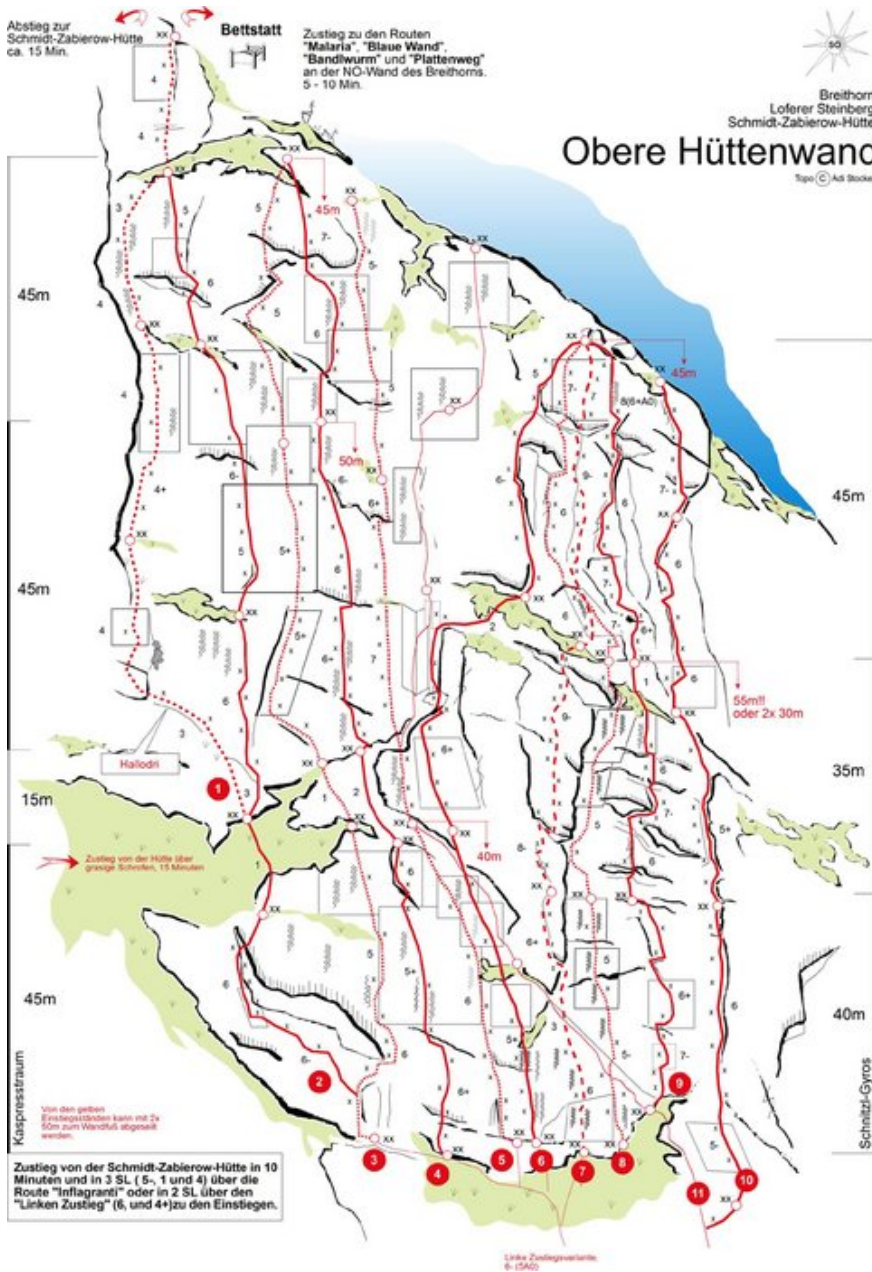 Abstieg zur
Schmidt-Zabierow-Hütte
ca. 15 Min.
Bettstatt
Zustieg zu den Routen
"Malaria", "Blaue Wand",
"Bandlwurm" und "Plattenweg"
an der NO-Wand des Breithorns.
5 - 10 Min.
SO
Breithorn
Loferer Steinberg
Schmidt-Zabierow-Hütte
Obere Hüttenwand
Topo © Adi Stocke
45m
45m
15m
45m
Kaspresstraum
45m
50m
45m
40m
55m!!
oder 2x 30m
8(6+A0)
45m
35m
40m
Schnitzl-Gyros
Hallodri
Zustieg von der Hütte über
grasige Schrofen, 15 Minuten
Von den gelben
Einstiegsständen kann mit 2x
50m zum Wandfuß abgeseilt
werden.
1
2
3
4
5
6
7
8
9
10
11
Zustieg von der Schmidt-Zabierow-Hütte in 10
Minuten und in 3 SL ( 5-, 1 und 4) über die
Route "Inflagranti" oder in 2 SL über den
"Linken Zustieg" (6, und 4+)zu den Einstiegen.
Linke Zustiegsvariante,
6- (5A0)